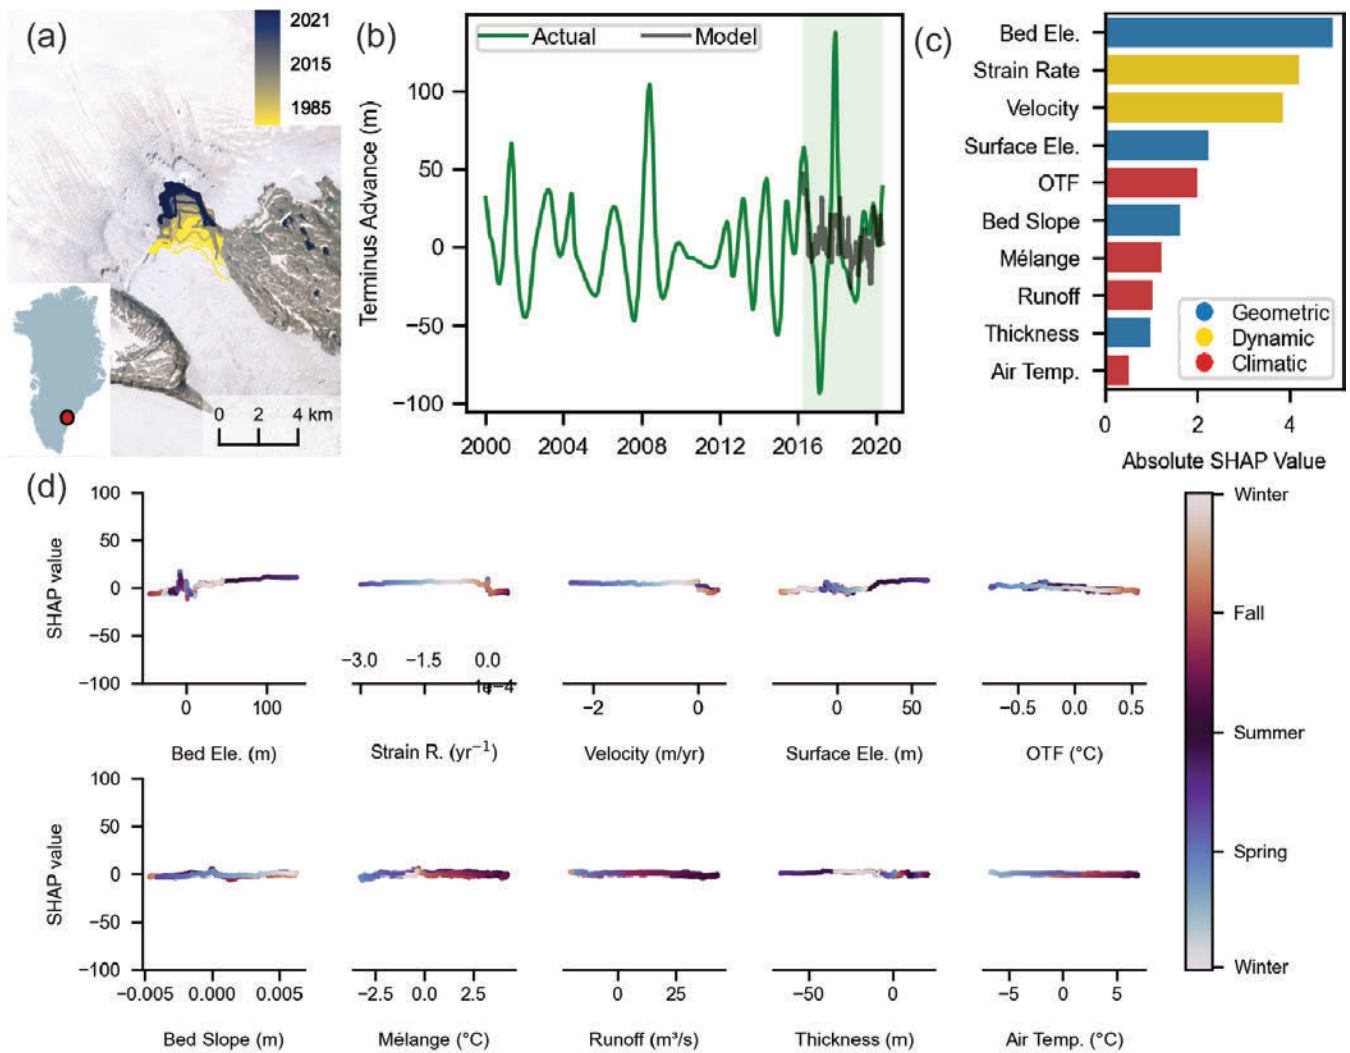 (a)
2021
2015
1985
0 2 4 km
(b)
Actual Model
Terminus Advance (m)
100
50
0
−50
−100
2000 2004 2008 2012 2016 2020
(c)
Bed Ele.
Strain Rate
Velocity
Surface Ele.
OTF
Bed Slope
Mélange
Runoff
Thickness
Air Temp.
Geometric
Dynamic
Climatic
0 2 4
Absolute SHAP Value
(d)
SHAP value
100
50
0
−50
−100
0 100
Bed Ele. (m)
−3.0 −1.5 0.0
1e−4
Strain R. (yr⁻¹)
−2 0
Velocity (m/yr)
0 50
Surface Ele. (m)
−0.5 0.0 0.5
OTF (°C)
SHAP value
100
50
0
−50
−100
−0.005 0.000 0.005
Bed Slope (m)
−2.5 0.0 2.5
Mélange (°C)
0 25
Runoff (m³/s)
−50 0
Thickness (m)
−5 0 5
Air Temp. (°C)
Winter
Fall
Summer
Spring
Winter